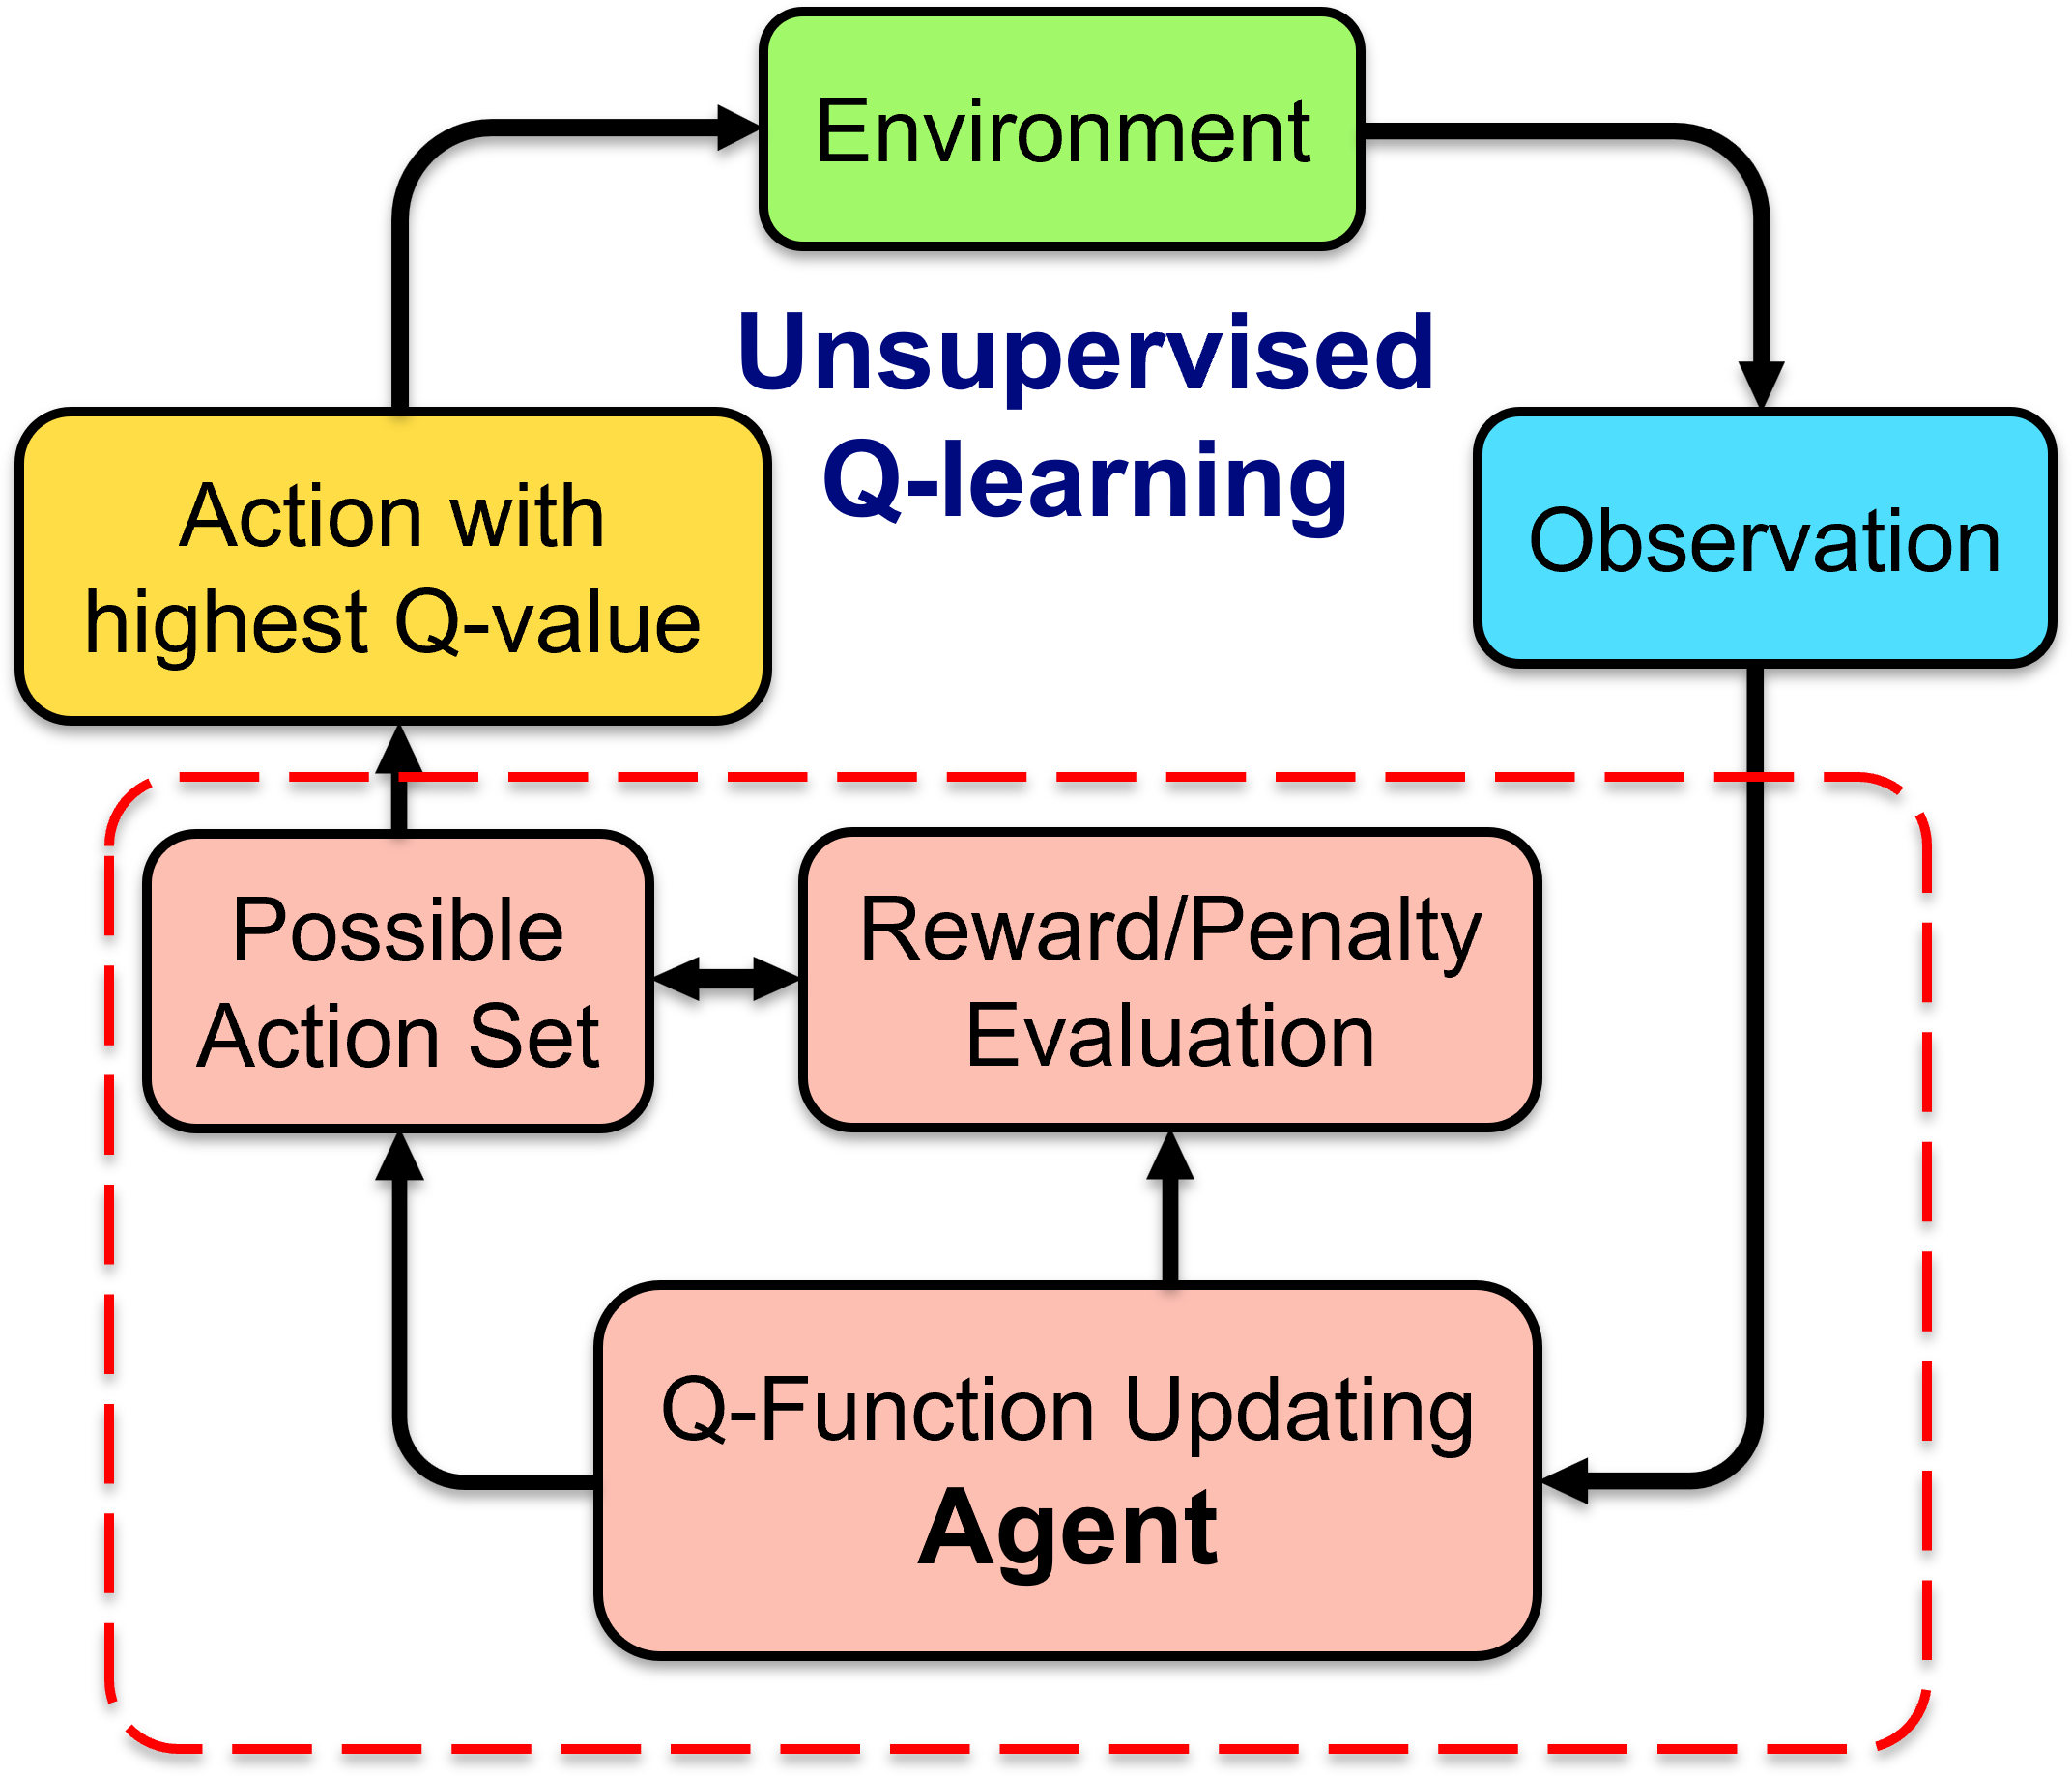 Environment
Unsupervised
Q-learning
Action with
highest Q-value
Observation
Possible
Action Set
Reward/Penalty
Evaluation
Q-Function Updating
Agent